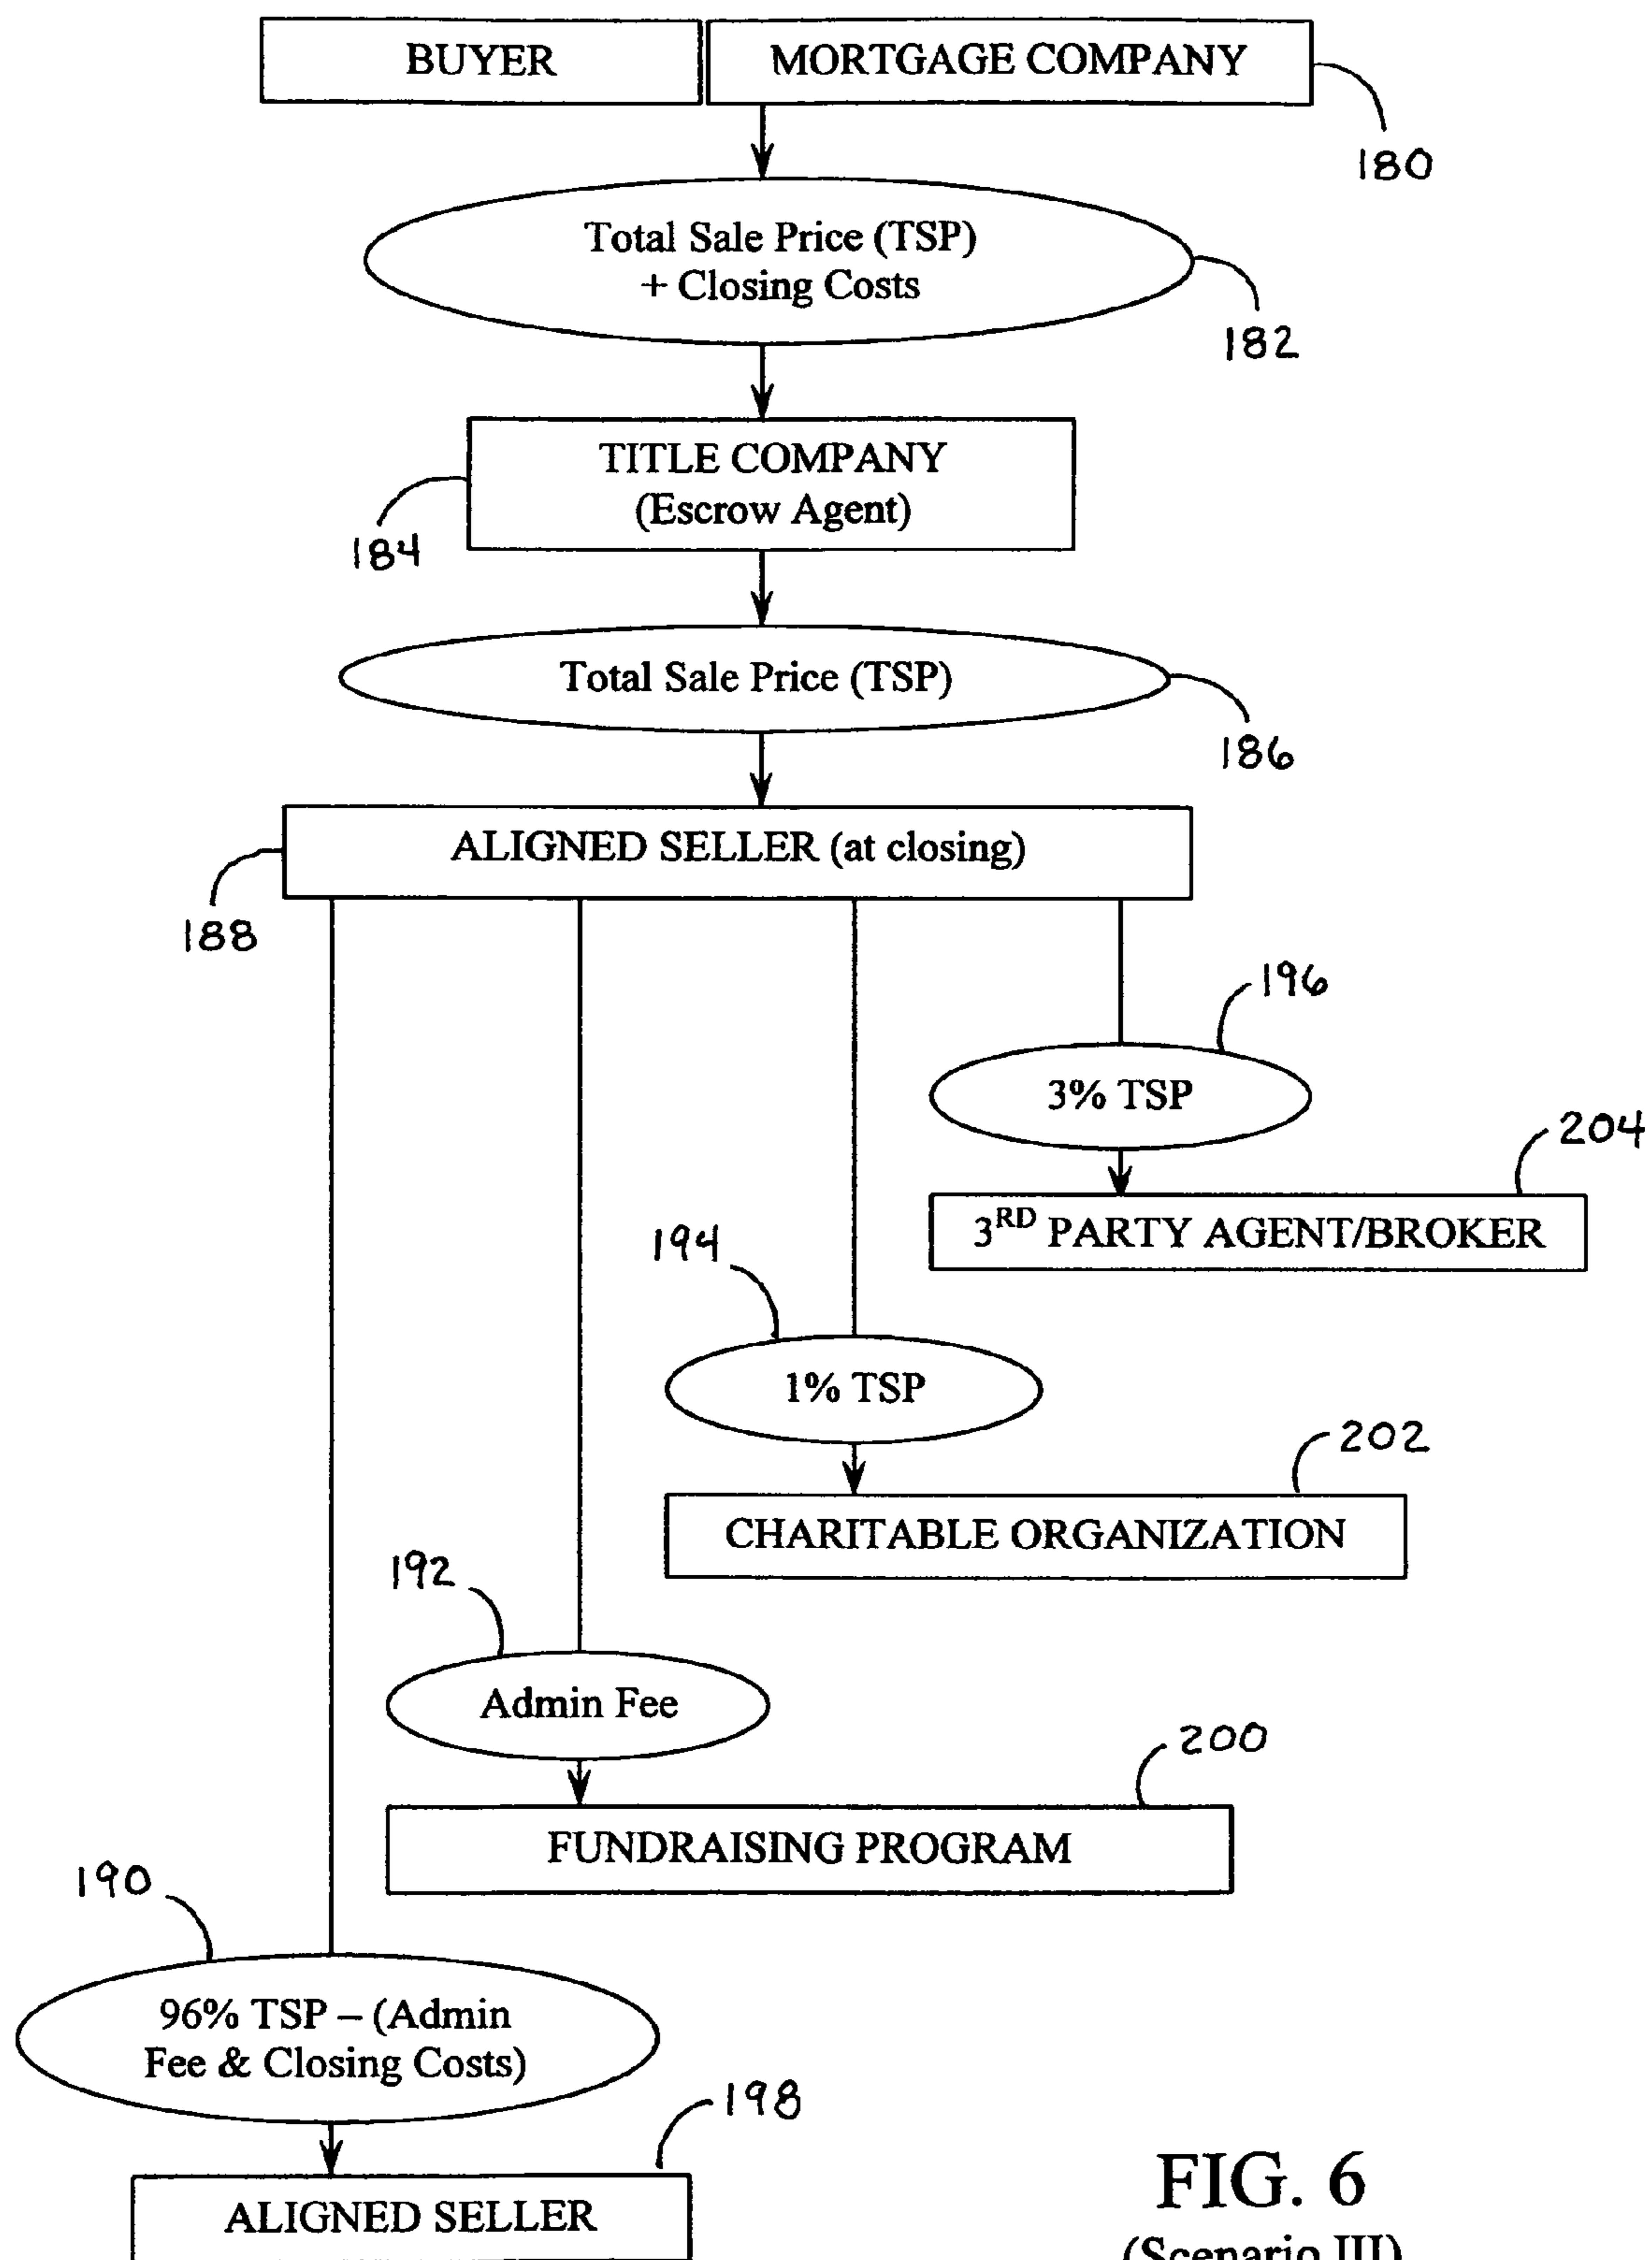 BUYER
MORTGAGE COMPANY
180
Total Sale Price (TSP)
+ Closing Costs
182
TITLE COMPANY
(Escrow Agent)
184
Total Sale Price (TSP)
186
ALIGNED SELLER (at closing)
188
196
3% TSP
204
3RD PARTY AGENT/BROKER
194
1% TSP
202
CHARITABLE ORGANIZATION
192
Admin Fee
200
FUNDRAISING PROGRAM
190
96% TSP – (Admin
Fee & Closing Costs)
198
ALIGNED SELLER
FIG. 6
(Scenario III)